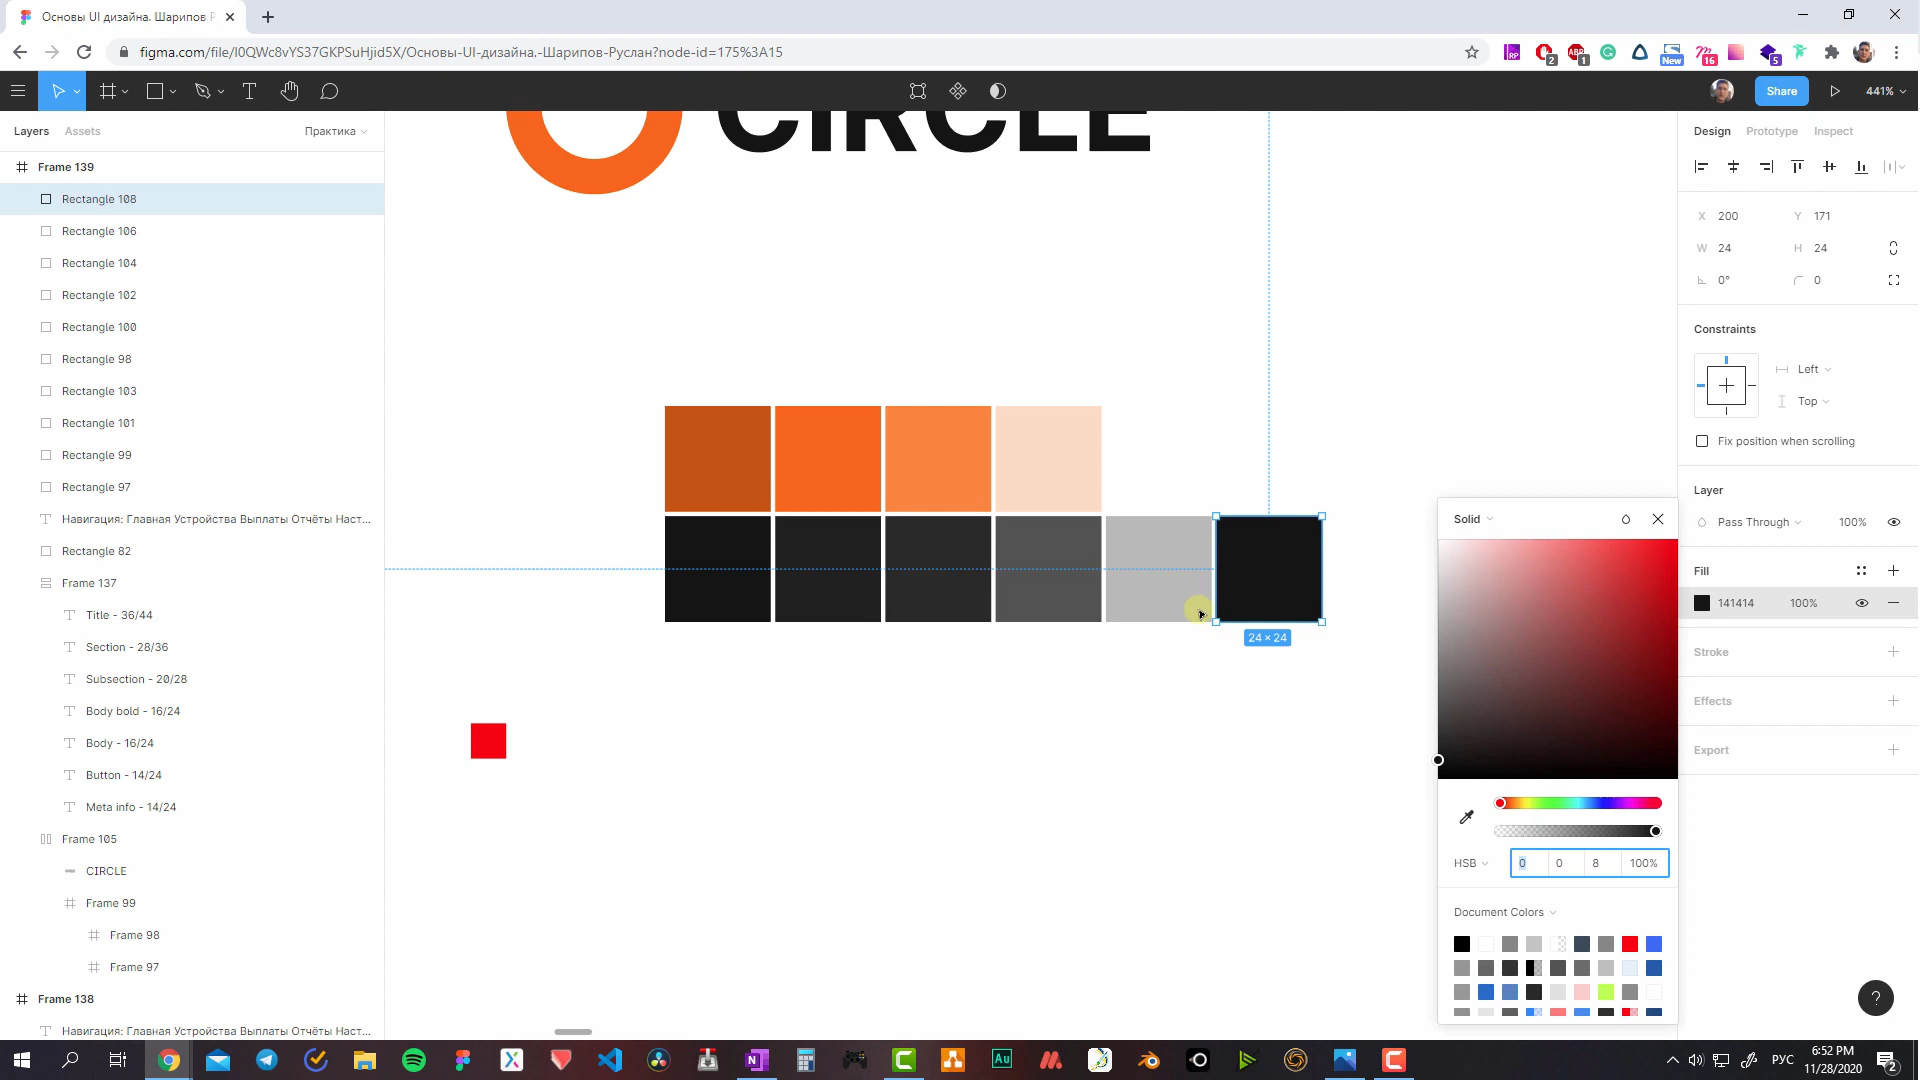 Основы UI дизайна. Шарипов Р
figma.com/file/I0QWc8vYS37GKPSuHjid5X/Основы-UI-дизайна.-Шарипов-Руслан?node-id=175%3A15
2
1
New
16
5
Share
441%
Layers
Assets
Практика
Frame 139
Rectangle 108
Rectangle 106
Rectangle 104
Rectangle 102
Rectangle 100
Rectangle 98
Rectangle 103
Rectangle 101
Rectangle 99
Rectangle 97
Навигация: Главная Устройства Выплаты Отчёты Наст...
Rectangle 82
Frame 137
Title - 36/44
Section - 28/36
Subsection - 20/28
Body bold - 16/24
Body - 16/24
Button - 14/24
Meta info - 14/24
Frame 105
CIRCLE
Frame 99
Frame 98
Frame 97
Frame 138
Навигация: Главная Устройства Выплаты Отчёты Наст...
CIRCLE
24 × 24
Design
Prototype
Inspect
X 200
Y 171
W 24
H 24
0°
0
Constraints
Left
Top
Fix position when scrolling
Layer
Pass Through
100%
Fill
141414
100%
Stroke
Effects
Export
Solid
HSB
0
0
8
100%
Document Colors
?
РУС
6:52 PM
11/28/2020
2